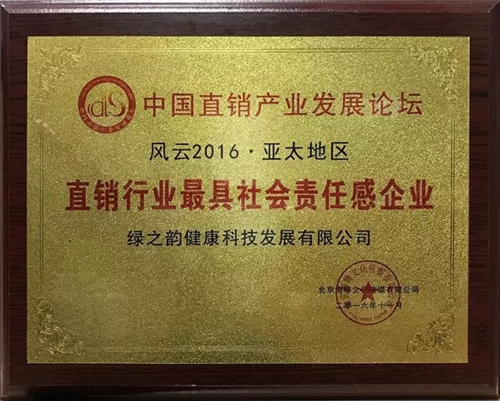 中国直销产业发展论坛
风云2016·亚太地区
直销行业最具社会责任感企业
绿之韵健康科技发展有限公司
二〇一六年十一月